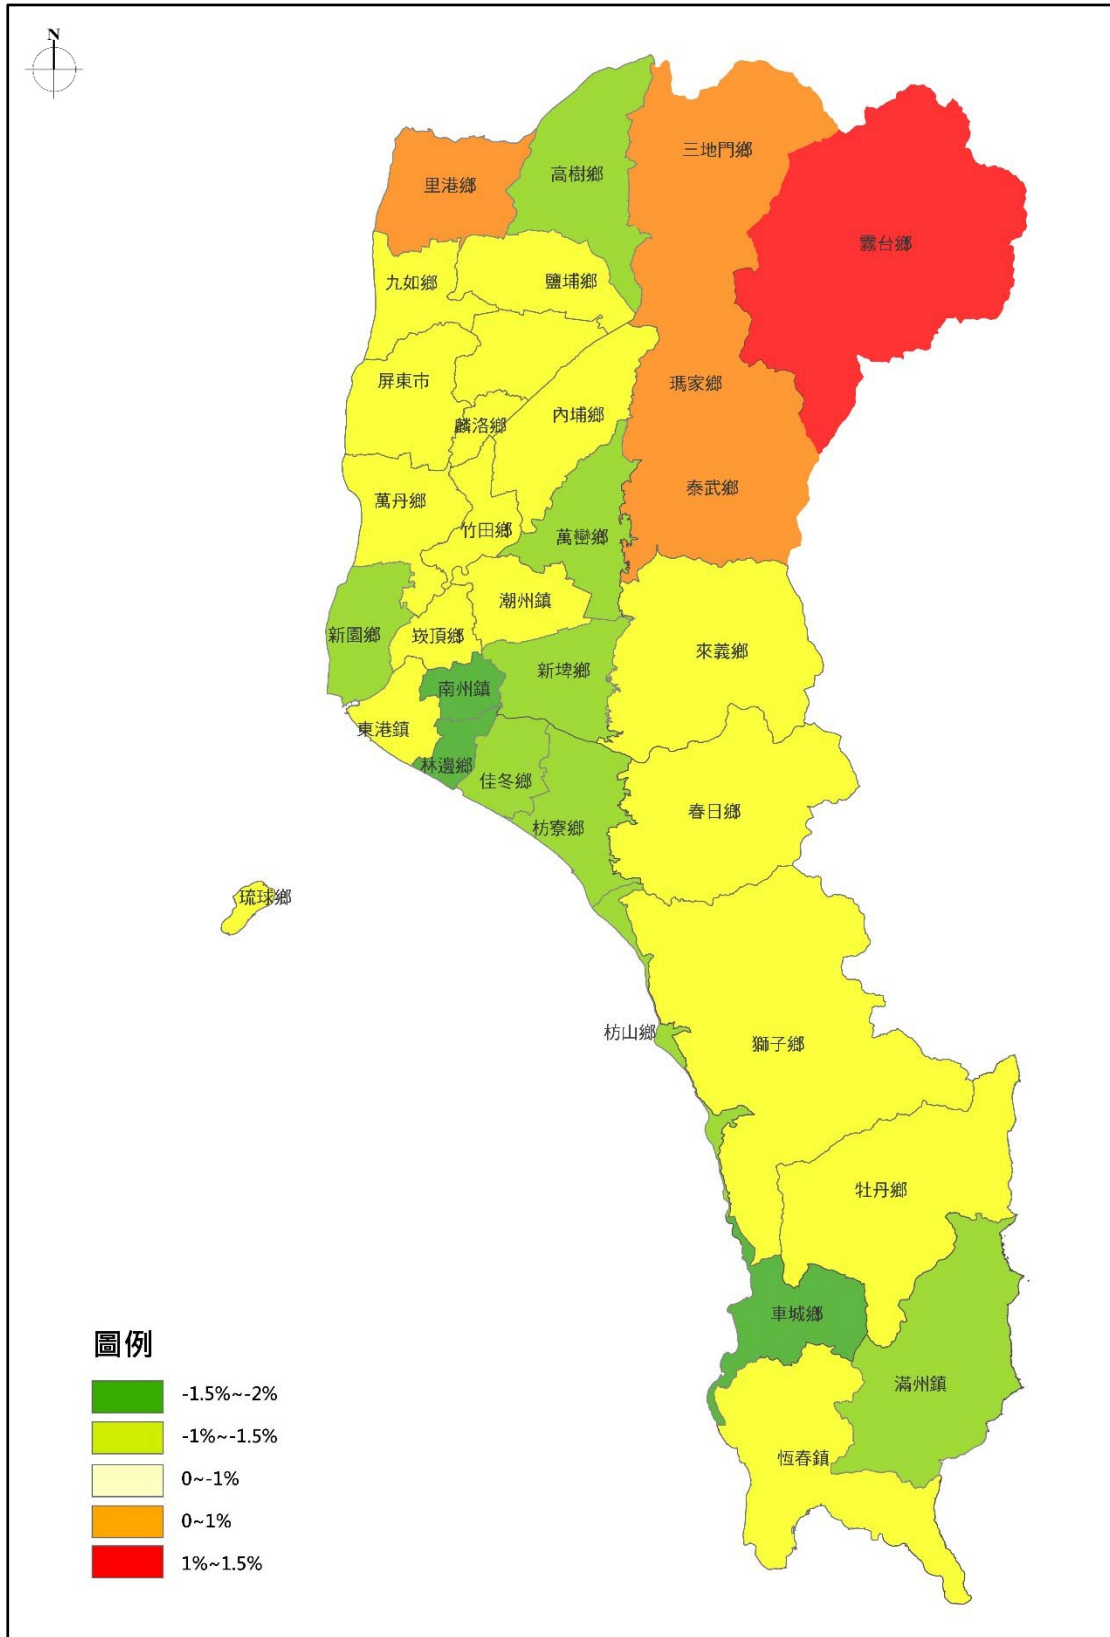 N
三地門鄉
高樹鄉
里港鄉
霧台鄉
九如鄉
鹽埔鄉
屏東市
瑪家鄉
內埔鄉
麟洛鄉
泰武鄉
萬丹鄉
竹田鄉
萬巒鄉
潮州鎮
新園鄉
崁頂鄉
來義鄉
新埤鄉
南州鎮
東港鎮
林邊鄉
佳冬鄉
春日鄉
枋寮鄉
琉球鄉
枋山鄉
獅子鄉
牡丹鄉
車城鄉
滿州鎮
恆春鎮
圖例
-1.5%~-2%
-1%~-1.5%
0~-1%
0~1%
1%~1.5%